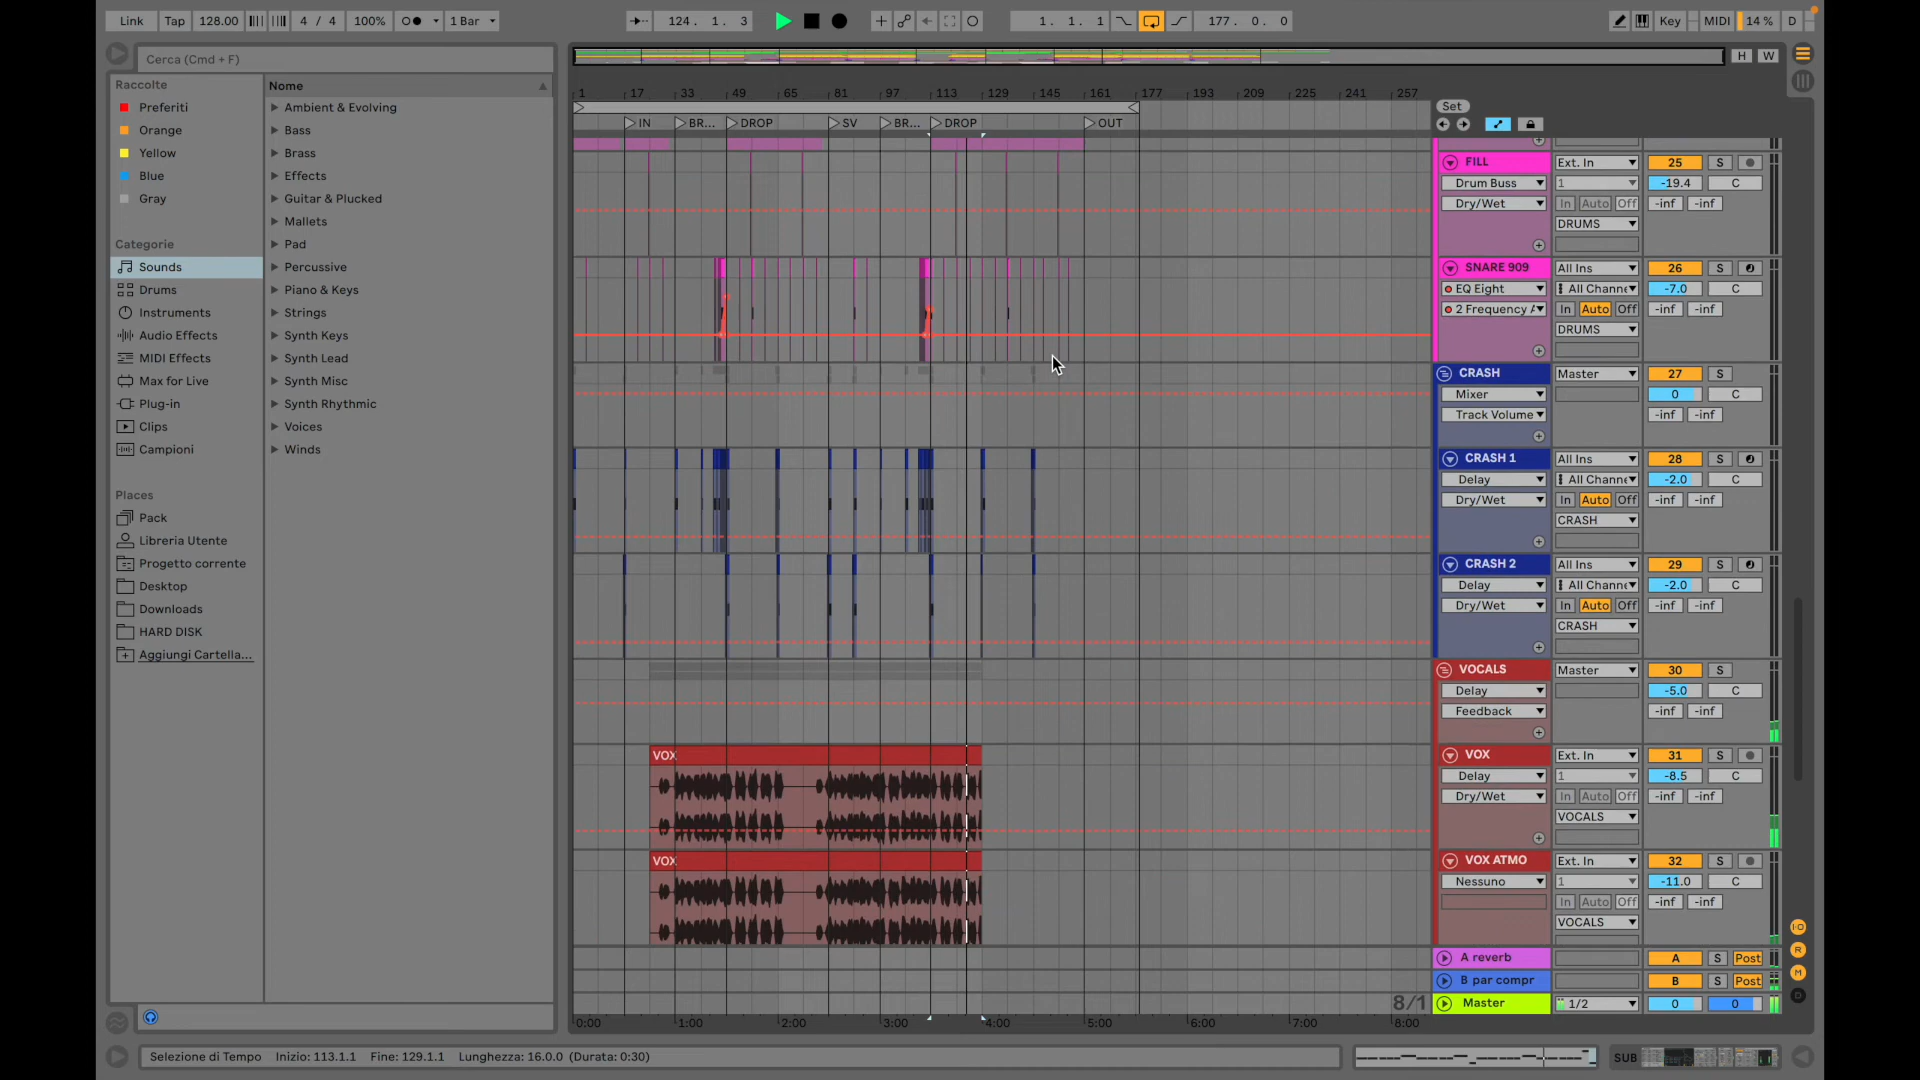 Link Tap 128.00 4 / 4 100% 1 Bar 124. 1. 3 1. 1. 1 177. 0. 0 Key MIDI 14 % D
Cerca (Cmd + F)
H W
Raccolte
Preferiti
Orange
Yellow
Blue
Gray
Categorie
Sounds
Drums
Instruments
Audio Effects
MIDI Effects
Max for Live
Plug-in
Clips
Campioni
Places
Pack
Libreria Utente
Progetto corrente
Desktop
Downloads
HARD DISK
Aggiungi Cartella...
Nome
Ambient & Evolving
Bass
Brass
Effects
Guitar & Plucked
Mallets
Pad
Percussive
Piano & Keys
Strings
Synth Keys
Synth Lead
Synth Misc
Synth Rhythmic
Voices
Winds
1 17 33 49 65 81 97 113 129 145 161 177 193 209 225 241 257
Set
IN BR... DROP SV BR... DROP OUT
FILL Ext. In 25 S
Drum Buss 1 -19.4 C
Dry/Wet In Auto Off -inf -inf
DRUMS
SNARE 909 All Ins 26 S
EQ Eight All Channe -7.0 C
2 Frequency A In Auto Off -inf -inf
DRUMS
CRASH Master 27 S
Mixer 0 C
Track Volume -inf -inf
CRASH 1 All Ins 28 S
Delay All Channe -2.0 C
Dry/Wet In Auto Off -inf -inf
CRASH
CRASH 2 All Ins 29 S
Delay All Channe -2.0 C
Dry/Wet In Auto Off -inf -inf
CRASH
VOCALS Master 30 S
Delay -5.0 C
Feedback -inf -inf
VOX
VOX Ext. In 31 S
Delay 1 -8.5 C
Dry/Wet In Auto Off -inf -inf
VOCALS
VOX
VOX ATMO Ext. In 32 S
Nessuno 1 -11.0 C
In Auto Off -inf -inf
VOCALS
A reverb A S Post
B par compr B S Post
8/1 Master 1/2 0 0
I·O
R
M
D
0:00 1:00 2:00 3:00 4:00 5:00 6:00 7:00 8:00
Selezione di Tempo Inizio: 113.1.1 Fine: 129.1.1 Lunghezza: 16.0.0 (Durata: 0:30)
SUB